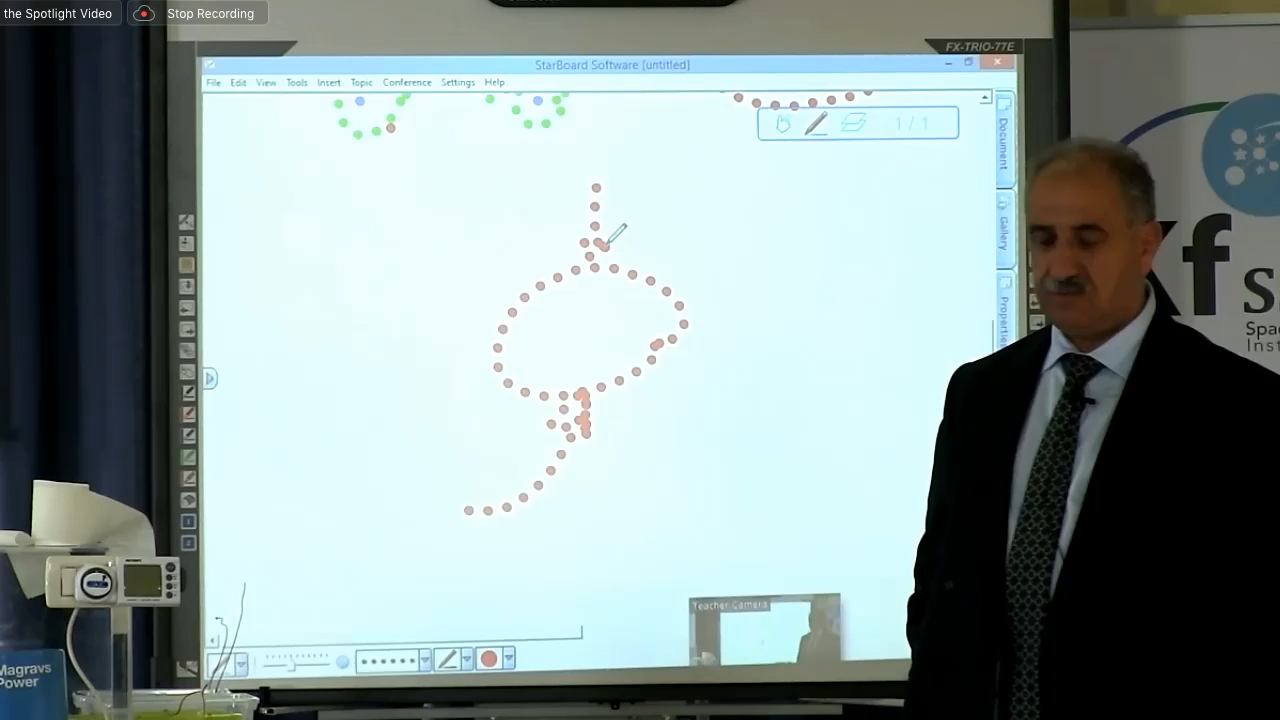 the Spotlight Video
Stop Recording
FX-TRIO-77E
StarBoard Software [untitled]
File Edit View Tools Insert Topic Conference Settings Help
1 / 1
Document
Gallery
Properties
Kf S
Spac
Inst
Teacher Camera
Magravs
Power